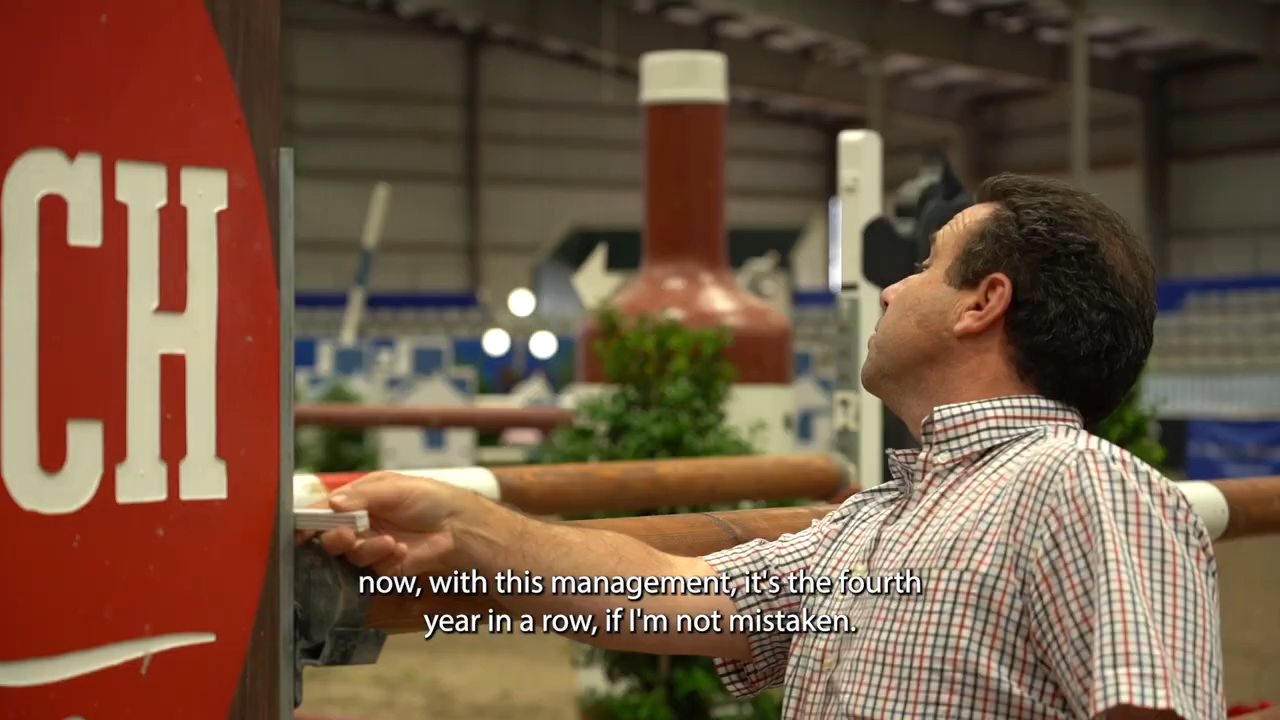 CH
now, with this management, it's the fourth
year in a row, if I'm not mistaken.